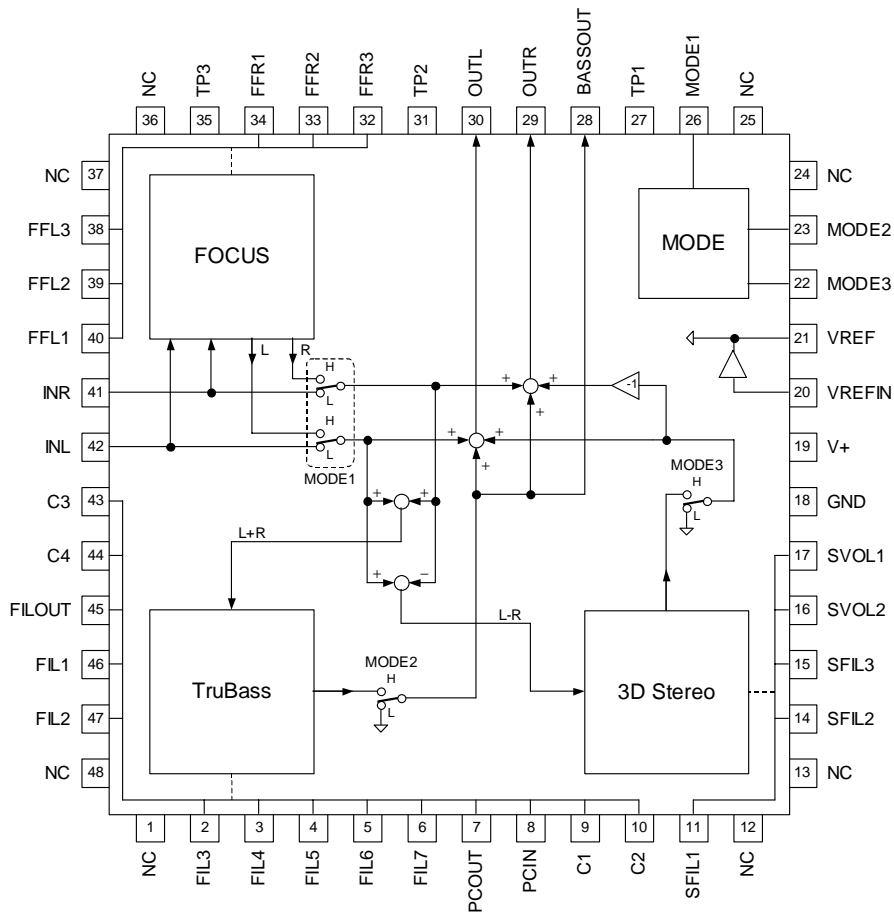 NC
TP3
FFR1
FFR2
FFR3
TP2
OUTL
OUTR
BASSOUT
TP1
MODE1
NC
36
35
34
33
32
31
30
29
28
27
26
25
NC
37
24
NC
FFL3
38
FOCUS
MODE
23
MODE2
FFL2
39
22
MODE3
FFL1
40
L
R
21
VREF
H
+
+
-1
INR
41
L
+
20
VREFIN
H
+
+
INL
42
L
+
19
V+
MODE1
MODE3
H
C3
43
+
+
L
18
GND
L+R
C4
44
+
−
17
SVOL1
FILOUT
45
L-R
16
SVOL2
FIL1
46
MODE2
15
SFIL3
H
TruBass
3D Stereo
FIL2
47
L
14
SFIL2
NC
48
13
NC
1
2
3
4
5
6
7
8
9
10
11
12
NC
FIL3
FIL4
FIL5
FIL6
FIL7
PCOUT
PCIN
C1
C2
SFIL1
NC